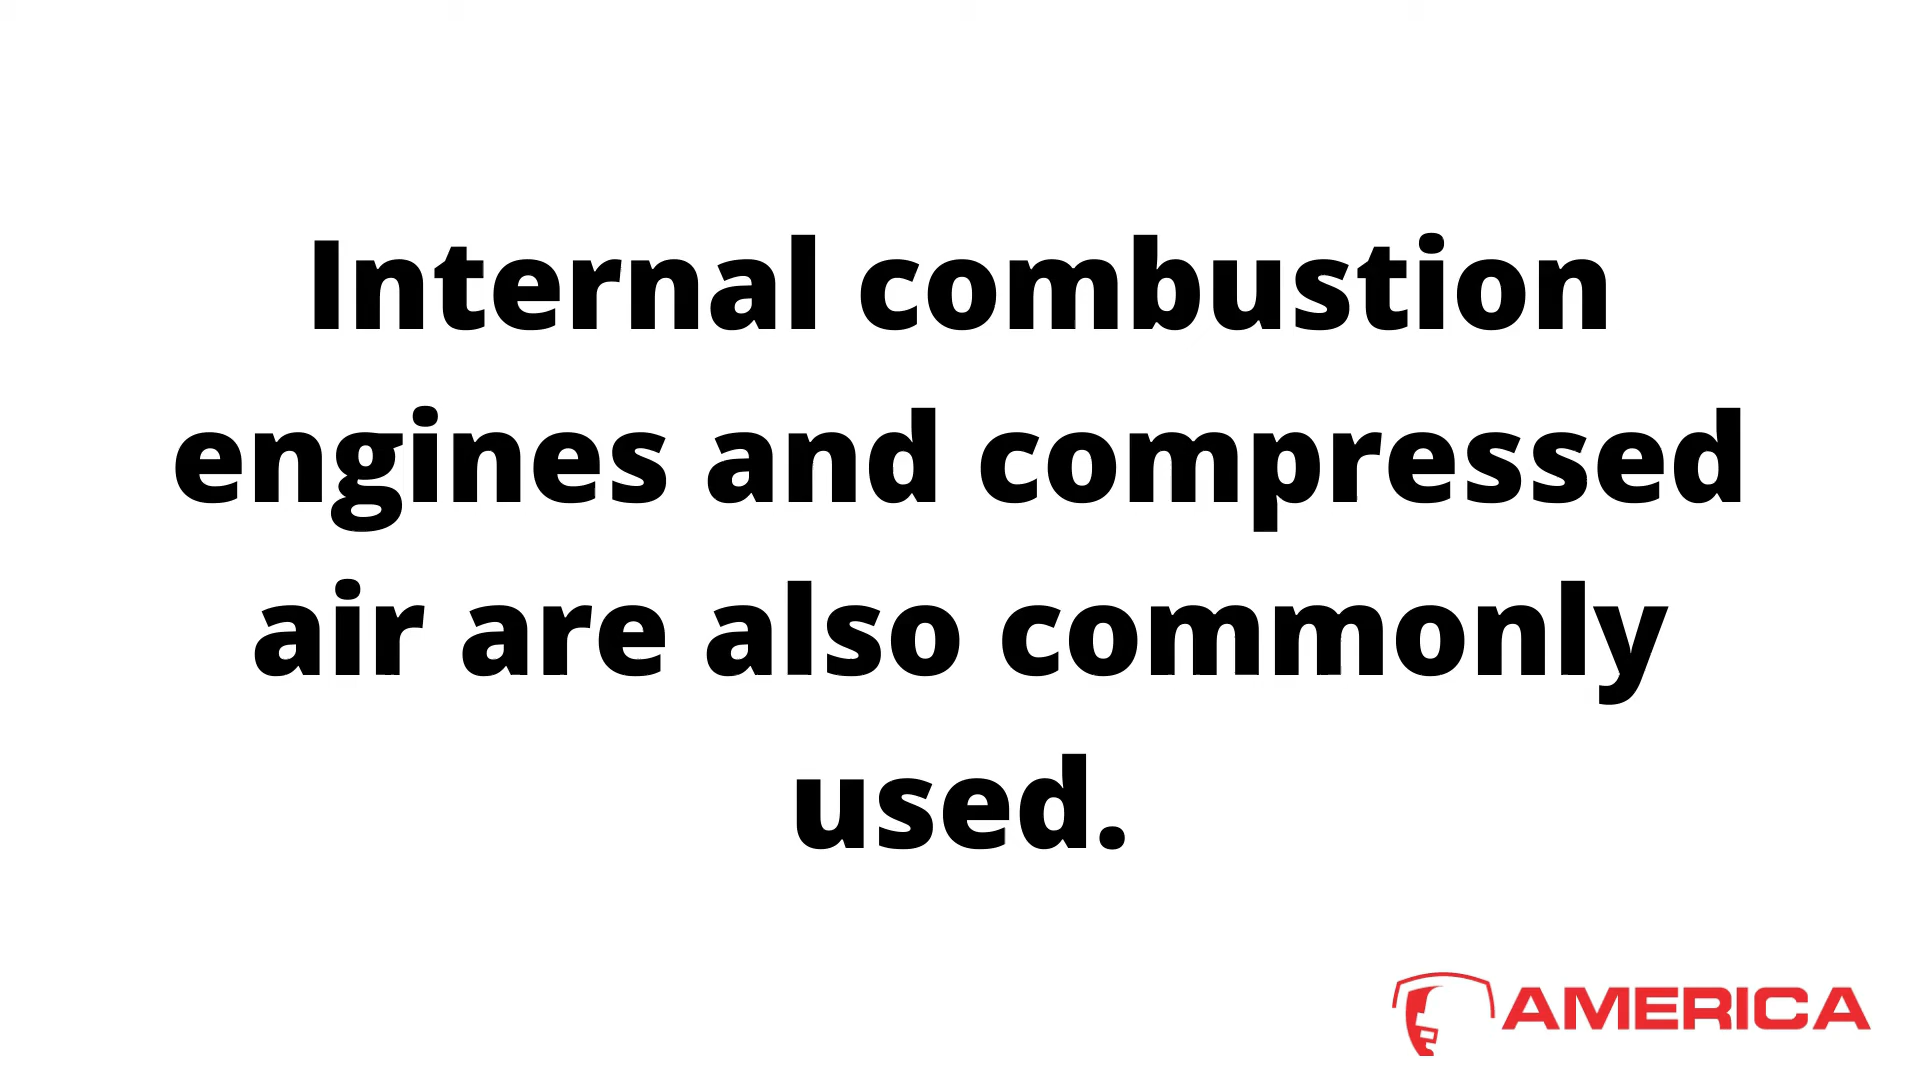 Internal combustion
engines and compressed
air are also commonly
used.
AMERICA